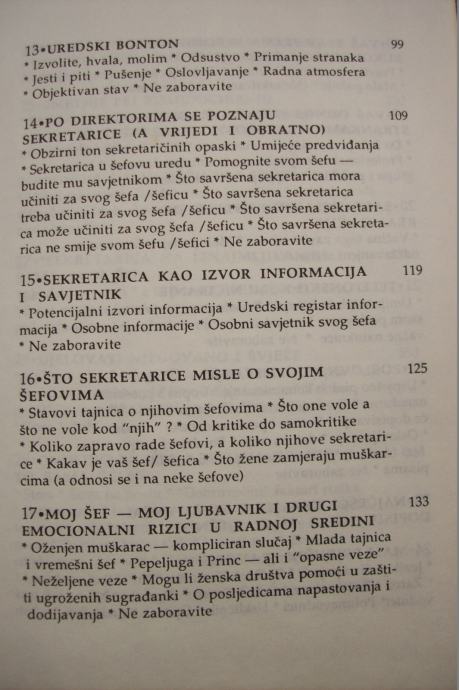 13•UREDSKI BONTON 99
* Izvolite, hvala, molim * Odsustvo * Primanje stranaka
* Jesti i piti * Pušenje * Oslovljavanje * Radna atmosfera
* Objektivan stav * Ne zaboravite
14•PO DIREKTORIMA SE POZNAJU 109
SEKRETARICE (A VRIJEDI I OBRATNO)
* Obzirni ton sekretaričinih opaski * Umijeće predviđanja
* Sekretarica u šefovu uredu * Pomognite svom šefu —
budite mu savjetnikom * Što savršena sekretarica mora
učiniti za svog šefa /šeficu * Što savršena sekretarica
treba učiniti za svog šefa /šeficu * Što savršena sekretari-
ca može učiniti za svog šefa /šeficu * Što savršena sekreta-
rica ne smije svom šefu /šefici * Ne zaboravite
15•SEKRETARICA KAO IZVOR INFORMACIJA 119
I SAVJETNIK
* Potencijalni izvori informacija * Uredski registar infor-
macija * Osobne informacije * Osobni savjetnik svog šefa
* Ne zaboravite
16•ŠTO SEKRETARICE MISLE O SVOJIM 125
ŠEFOVIMA
* Stavovi tajnica o njihovim šefovima * Što one vole a
što ne vole kod "njih" ? * Od kritike do samokritike
* Koliko zapravo rade šefovi, a koliko njihove sekretari-
ce * Kakav je vaš šef/ šefica * Što žene zamjeraju muškar-
cima (a odnosi se i na neke šefove)
17•MOJ ŠEF — MOJ LJUBAVNIK I DRUGI 133
EMOCIONALNI RIZICI U RADNOJ SREDINI
* Oženjen muškarac — kompliciran slučaj * Mlada tajnica
i vremešni šef * Pepeljuga i Princ — ali i "opasne veze"
* Neželjene veze * Mogu li ženska društva pomoći u zašti-
ti ugroženih sugrađanki * O posljedicama napastovanja i
dodijavanja * Ne zaboravite